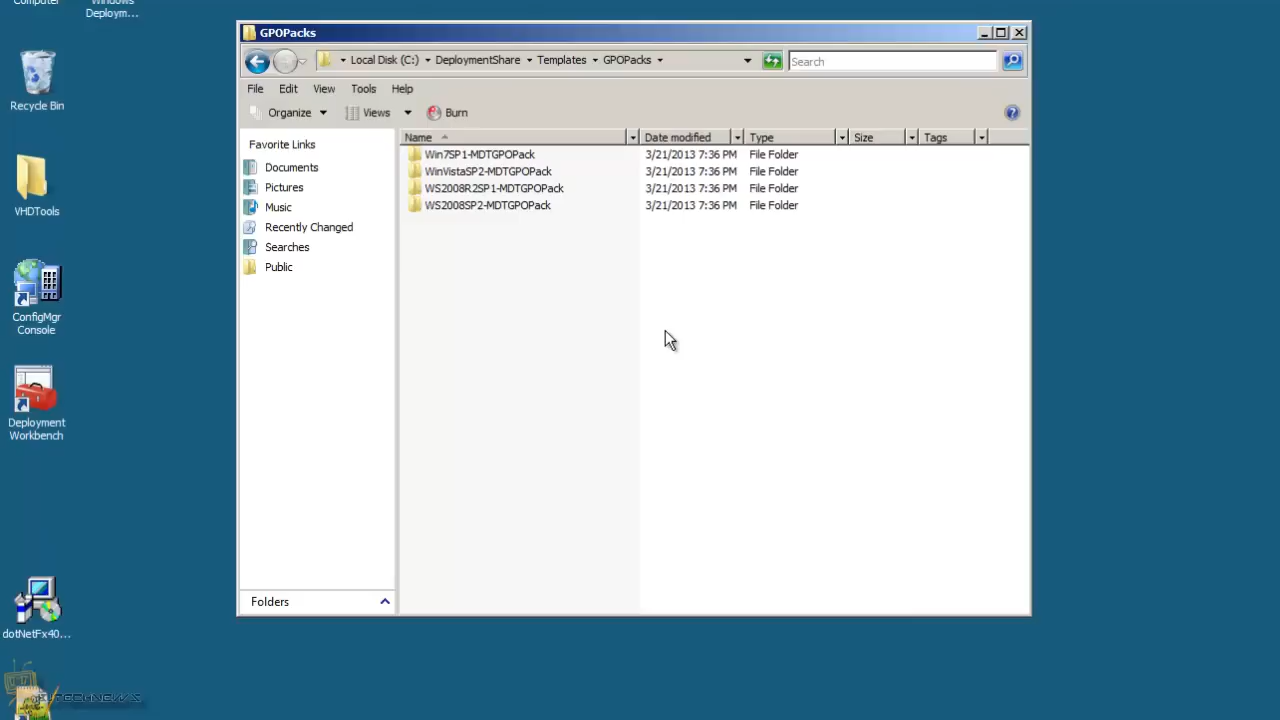 Computer
Windows
Deploym...
Recycle Bin
VHDTools
ConfigMgr
Console
Deployment
Workbench
dotNetFx40...
GPOPacks
Local Disk (C:) DeploymentShare Templates GPOPacks
Search
File Edit View Tools Help
Organize Views Burn
Favorite Links
Documents
Pictures
Music
Recently Changed
Searches
Public
Folders
Name Date modified Type Size Tags
Win7SP1-MDTGPOPack 3/21/2013 7:36 PM File Folder
WinVistaSP2-MDTGPOPack 3/21/2013 7:36 PM File Folder
WS2008R2SP1-MDTGPOPack 3/21/2013 7:36 PM File Folder
WS2008SP2-MDTGPOPack 3/21/2013 7:36 PM File Folder